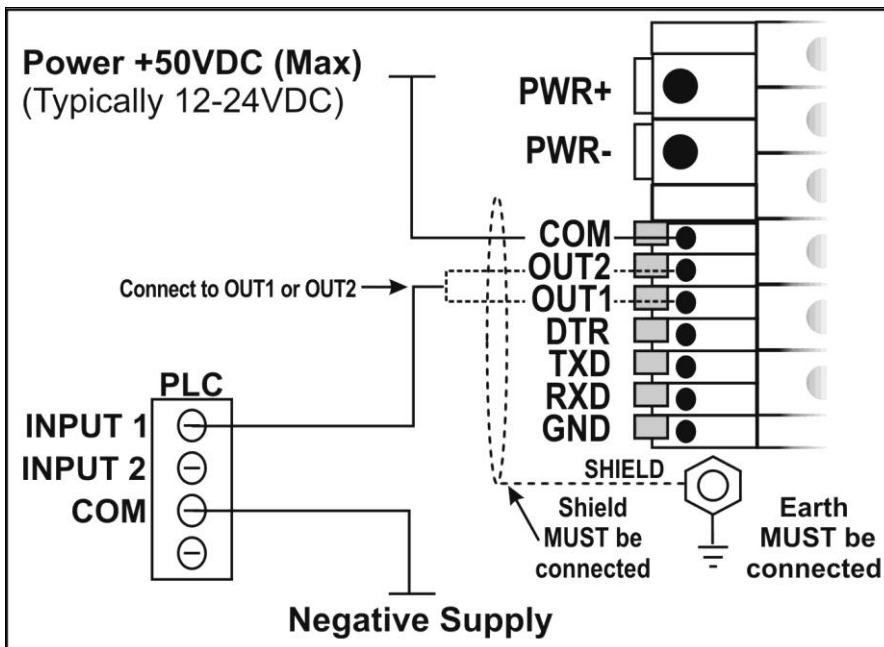 Power +50VDC (Max)
(Typically 12-24VDC)
PWR+
PWR-
COM
OUT2
OUT1
DTR
TXD
RXD
GND
Connect to OUT1 or OUT2
PLC
INPUT 1
INPUT 2
COM
SHIELD
Shield
MUST be
connected
Earth
MUST be
connected
Negative Supply